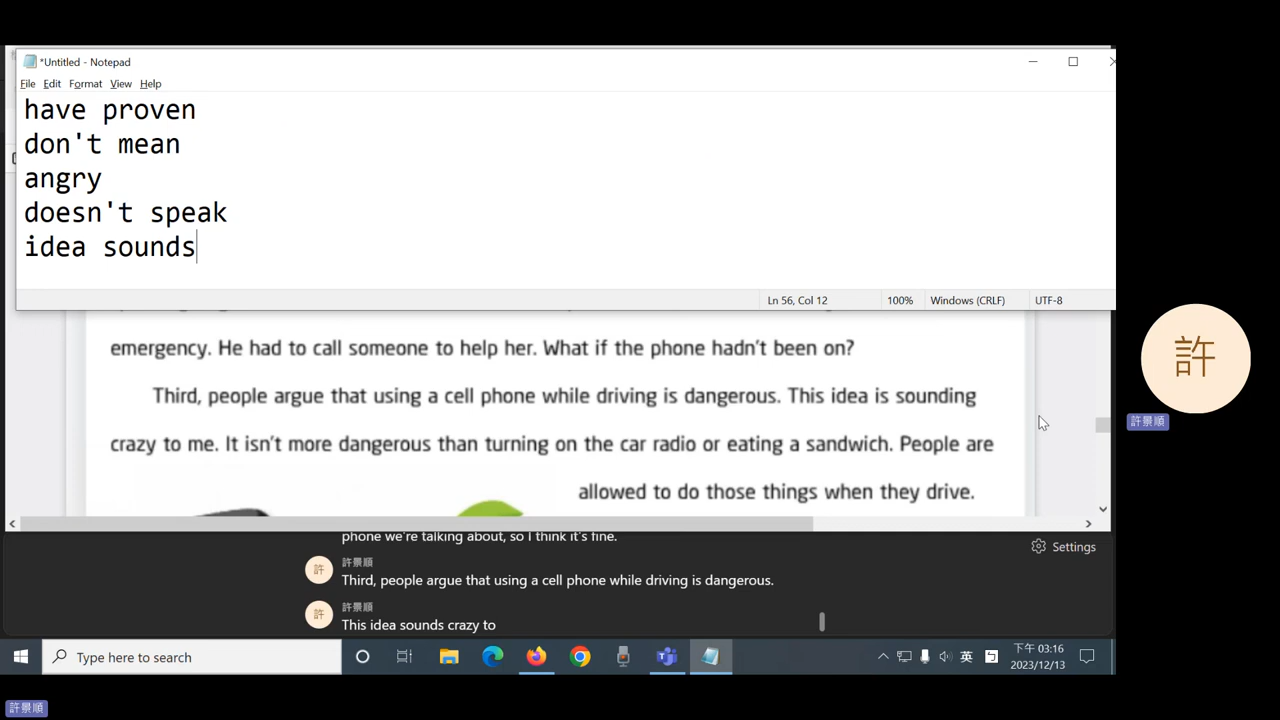 *Untitled - Notepad
File Edit Format View Help
have proven
don't mean
angry
doesn't speak
idea sounds
Ln 56, Col 12 100% Windows (CRLF) UTF-8
emergency. He had to call someone to help her. What if the phone hadn't been on?
Third, people argue that using a cell phone while driving is dangerous. This idea is sounding
crazy to me. It isn't more dangerous than turning on the car radio or eating a sandwich. People are
allowed to do those things when they drive.
phone we're talking about, so I think it's fine.
Settings
許景順
許
Third, people argue that using a cell phone while driving is dangerous.
許景順
許
This idea sounds crazy to
許
許景順
Type here to search
英
下午 03:16
2023/12/13
許景順